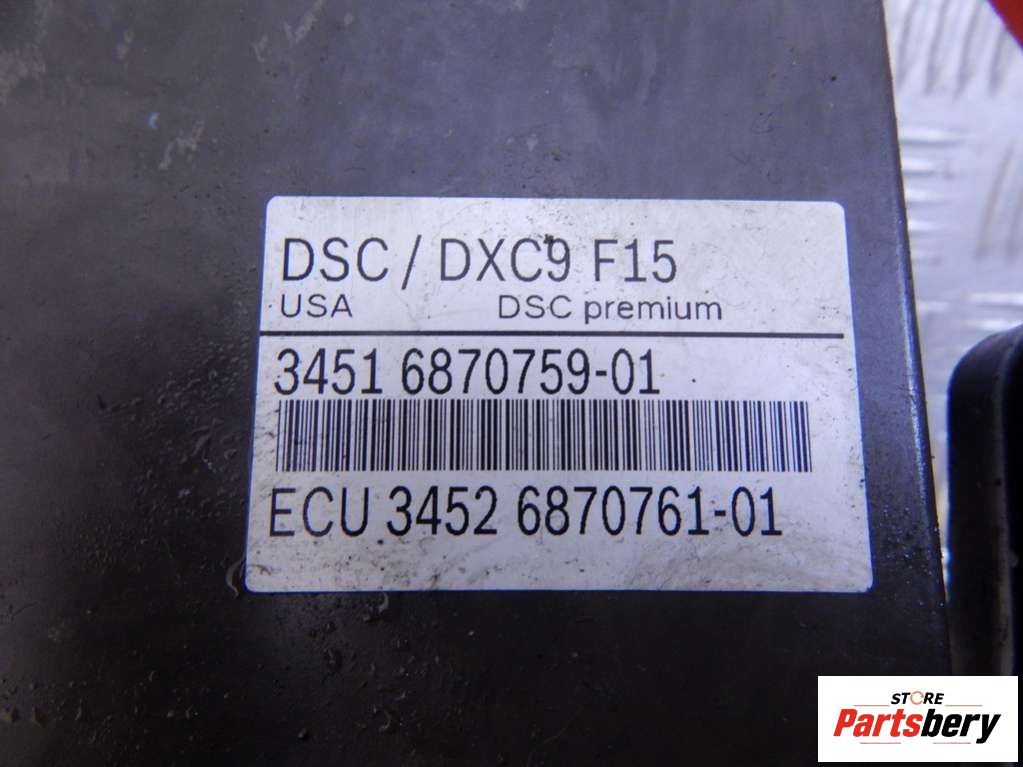 DSC / DXC9 F15
USA DSC premium
3451 6870759-01
ECU 3452 6870761-01
STORE
Partsbery